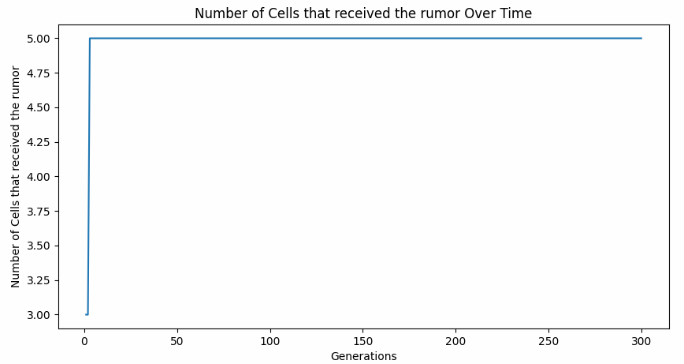 Number of Cells that received the rumor Over Time
Number of Cells that received the rumor
5.00
4.75
4.50
4.25
4.00
3.75
3.50
3.25
3.00
0 50 100 150 200 250 300
Generations